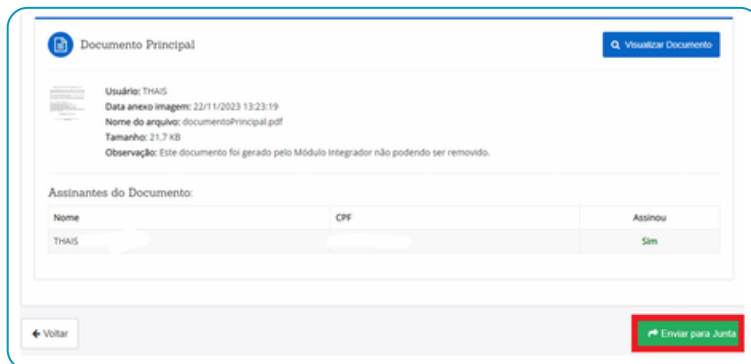 Documento Principal
Visualizar Documento
Usuário: THAIS
Data anexo imagem: 22/11/2023 13:23:19
Nome do arquivo: documentoPrincipal.pdf
Tamanho: 21,7 KB
Observação: Este documento foi gerado pelo Módulo Integrador não podendo ser removido.
Assinantes do Documento:
Nome CPF Assinou
THAIS Sim
Voltar
Enviar para Junta